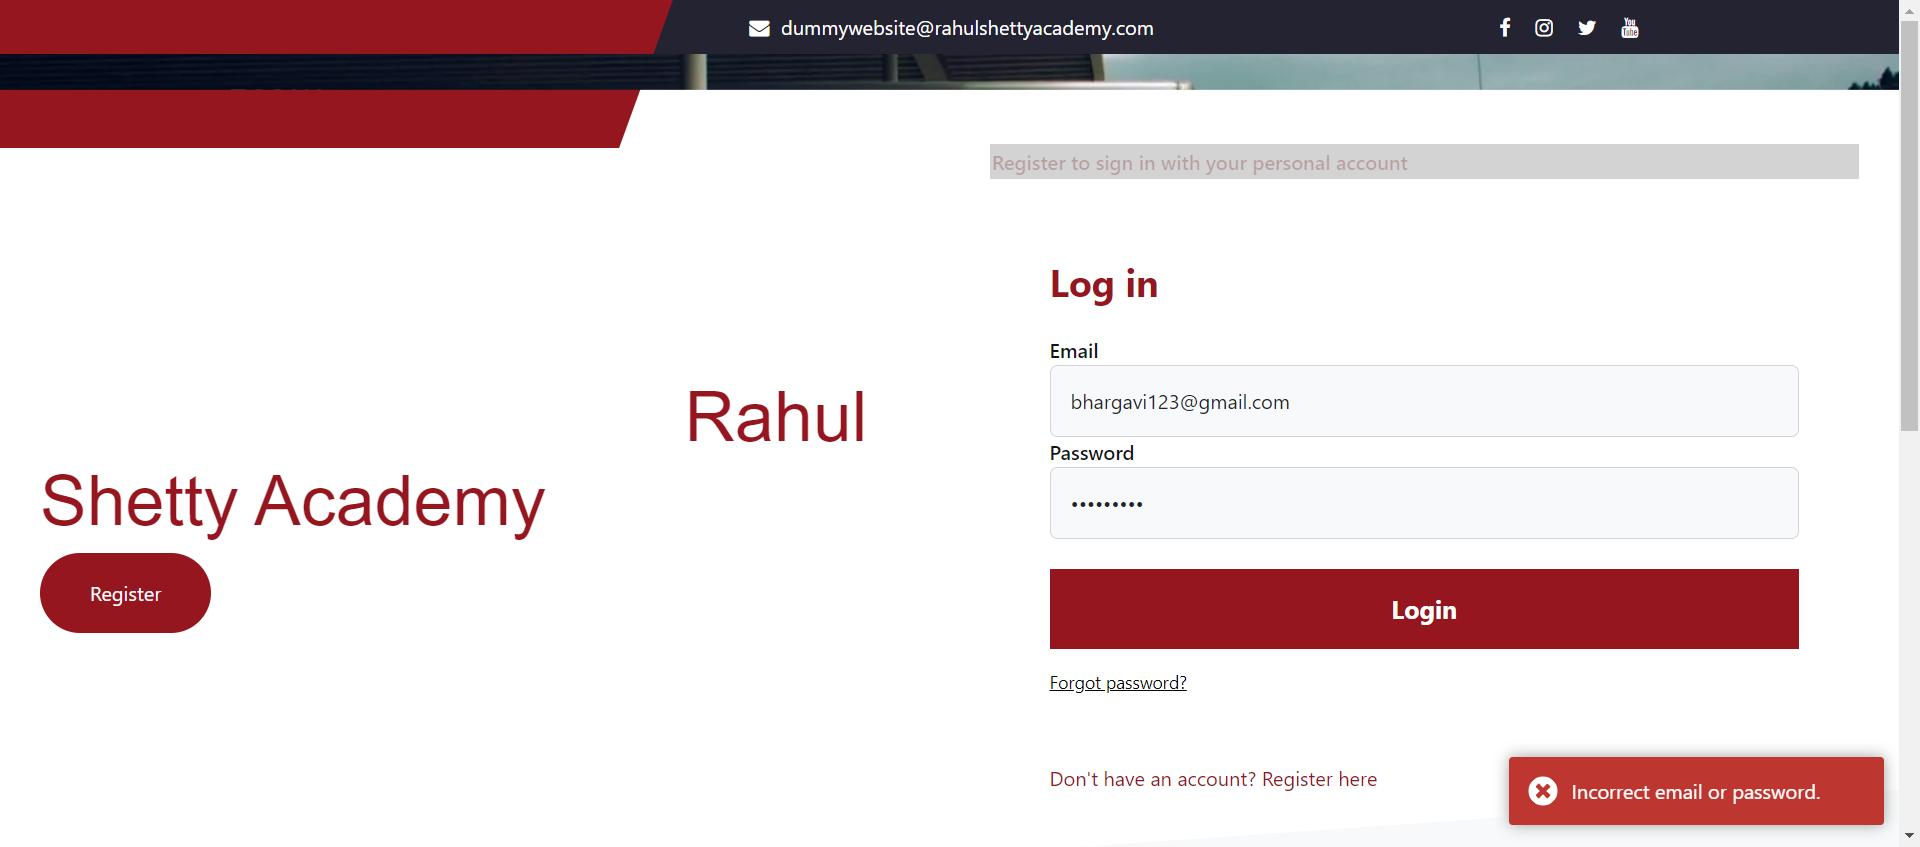 dummywebsite@rahulshettyacademy.com
Register to sign in with your personal account
Rahul
Shetty Academy
Register
Log in
Email
bhargavi123@gmail.com
Password
•••••••••
Login
Forgot password?
Don't have an account? Register here
Incorrect email or password.